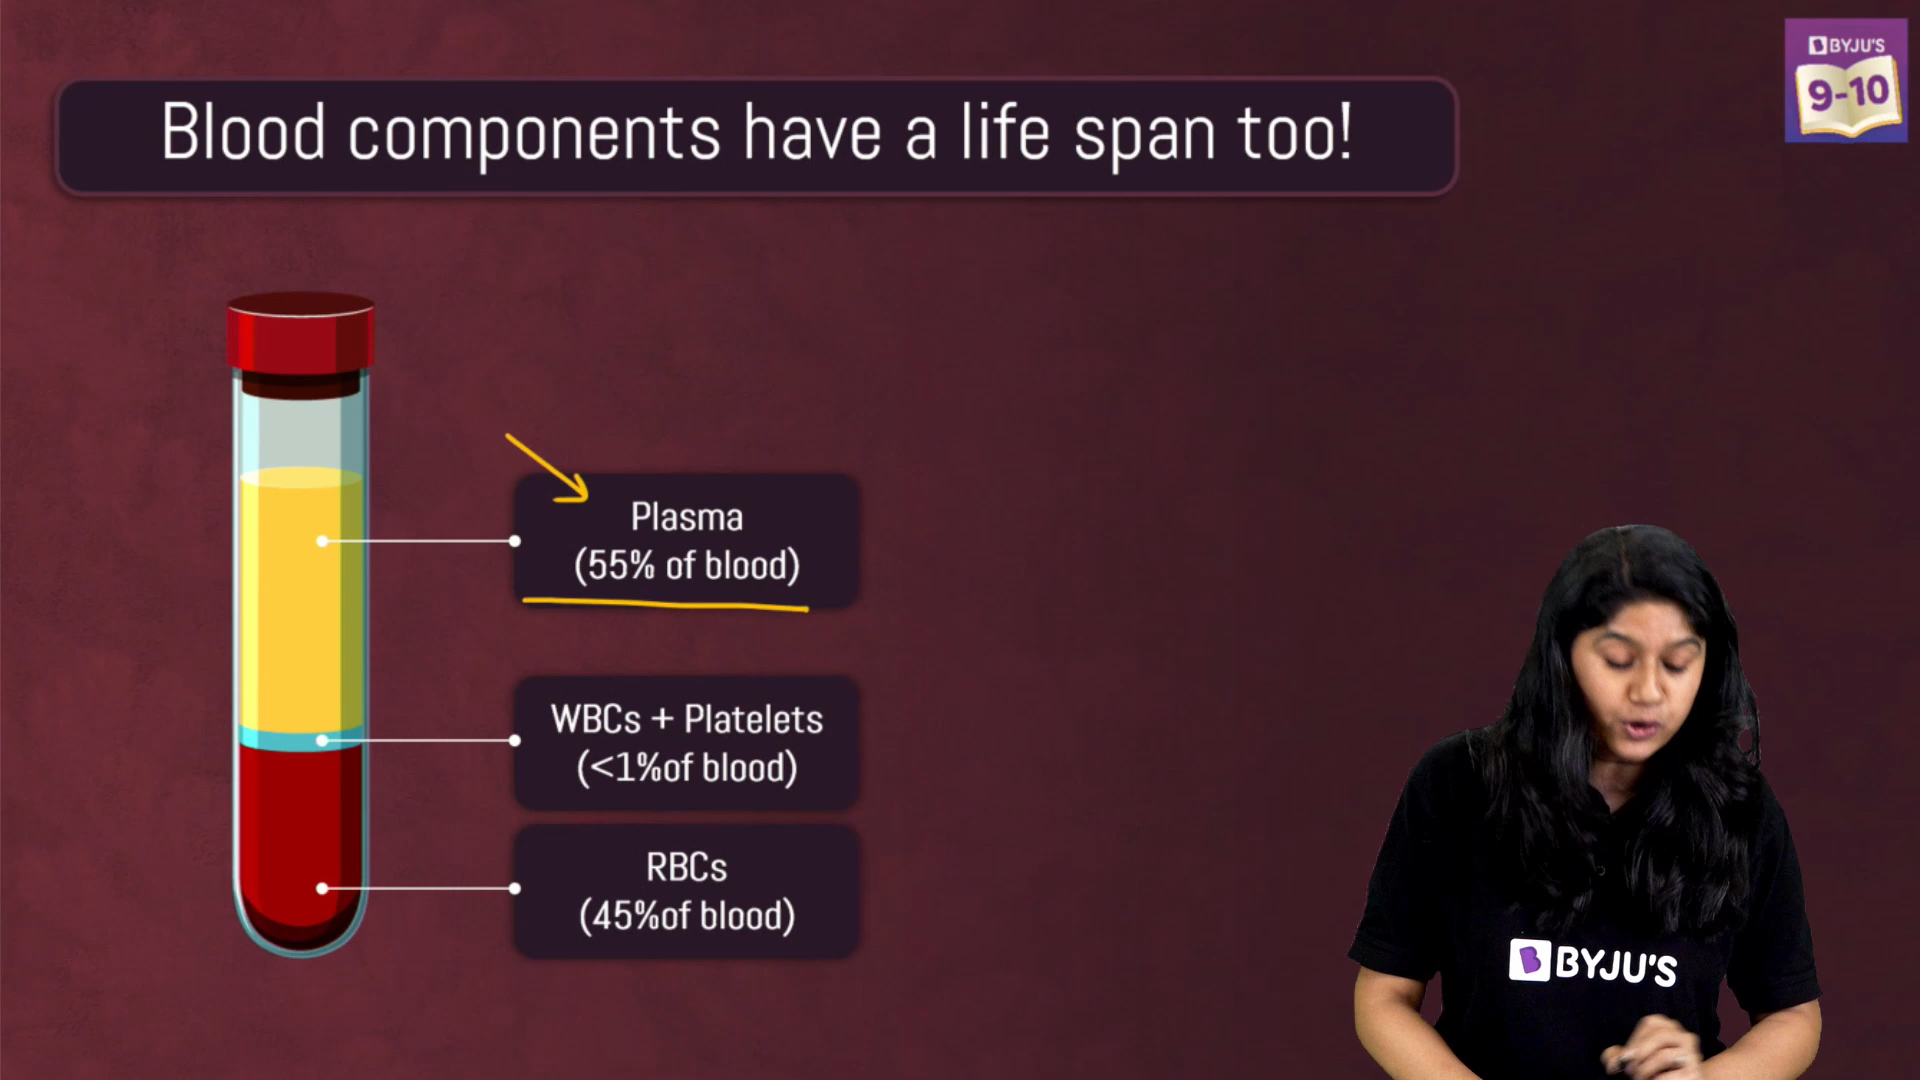 Blood components have a life span too!
BYJU'S
9-10
Plasma
(55% of blood)
WBCs + Platelets
(<1%of blood)
RBCs
(45%of blood)
BYJU'S